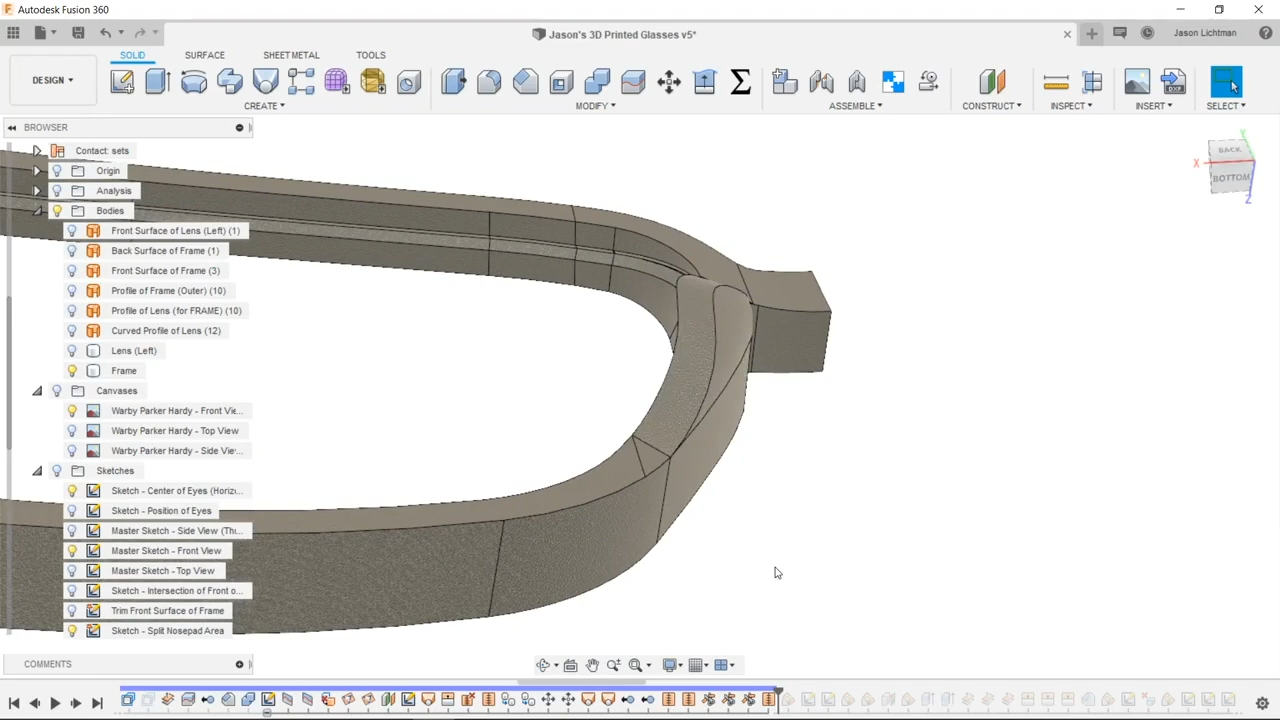 Autodesk Fusion 360
Jason's 3D Printed Glasses v5*
Jason Lichtman
DESIGN
SOLID SURFACE SHEET METAL TOOLS
CREATE MODIFY ASSEMBLE CONSTRUCT INSPECT INSERT SELECT
BROWSER
Contact: sets
Origin
Analysis
Bodies
Front Surface of Lens (Left) (1)
Back Surface of Frame (1)
Front Surface of Frame (3)
Profile of Frame (Outer) (10)
Profile of Lens (for FRAME) (10)
Curved Profile of Lens (12)
Lens (Left)
Frame
Canvases
Warby Parker Hardy - Front Vie...
Warby Parker Hardy - Top View
Warby Parker Hardy - Side Vie...
Sketches
Sketch - Center of Eyes (Horiz...
Sketch - Position of Eyes
Master Sketch - Side View (Thr...
Master Sketch - Front View
Master Sketch - Top View
Sketch - Intersection of Front o...
Trim Front Surface of Frame
Sketch - Split Nosepad Area
BACK
BOTTOM
X
Y
Z
COMMENTS